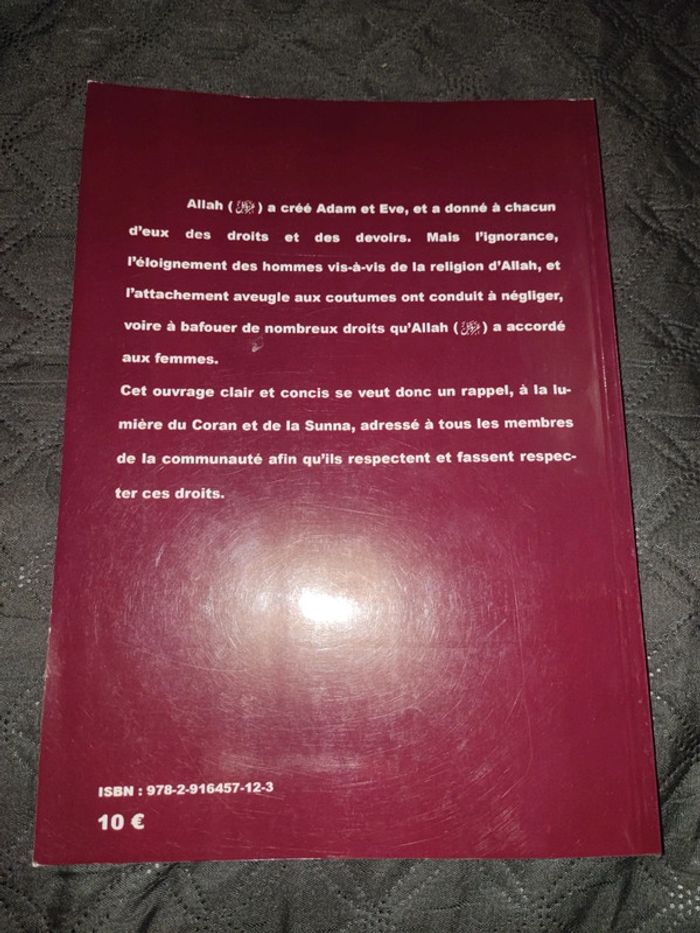 Allah (ﷻ) a créé Adam et Eve, et a donné à chacun
d'eux des droits et des devoirs. Mais l'ignorance,
l'éloignement des hommes vis-à-vis de la religion d'Allah, et
l'attachement aveugle aux coutumes ont conduit à négliger,
voire à bafouer de nombreux droits qu'Allah (ﷻ) a accordé
aux femmes.
Cet ouvrage clair et concis se veut donc un rappel, à la lu-
mière du Coran et de la Sunna, adressé à tous les membres
de la communauté afin qu'ils respectent et fassent respec-
ter ces droits.
ISBN : 978-2-916457-12-3
10 €